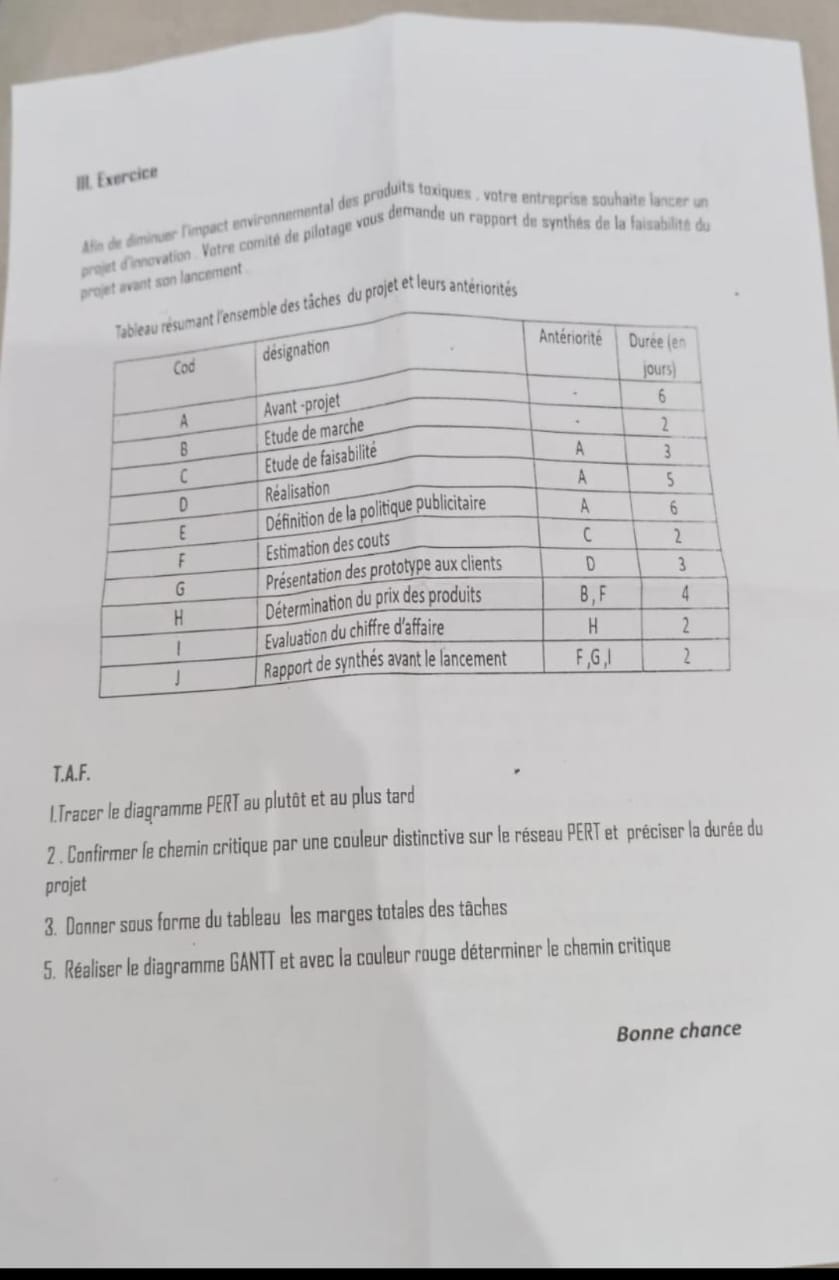 III. Exercice
Afin de diminuer l'impact environnemental des produits toxiques , votre entreprise souhaite lancer un
projet d'innovation . Votre comité de pilotage vous demande un rapport de synthés de la faisabilité du
projet avant son lancement .
Tableau résumant l'ensemble des tâches du projet et leurs antériorités
Cod désignation Antériorité Durée (en jours)
A Avant -projet - 6
B Etude de marche - 2
C Etude de faisabilité A 3
D Réalisation A 5
E Définition de la politique publicitaire A 6
F Estimation des couts C 2
G Présentation des prototype aux clients D 3
H Détermination du prix des produits B , F 4
I Evaluation du chiffre d'affaire H 2
J Rapport de synthés avant le lancement F ,G ,I 2
T.A.F.
1.Tracer le diagramme PERT au plutôt et au plus tard
2 . Confirmer le chemin critique par une couleur distinctive sur le réseau PERT et préciser la durée du
projet
3. Donner sous forme du tableau les marges totales des tâches
5. Réaliser le diagramme GANTT et avec la couleur rouge déterminer le chemin critique
Bonne chance